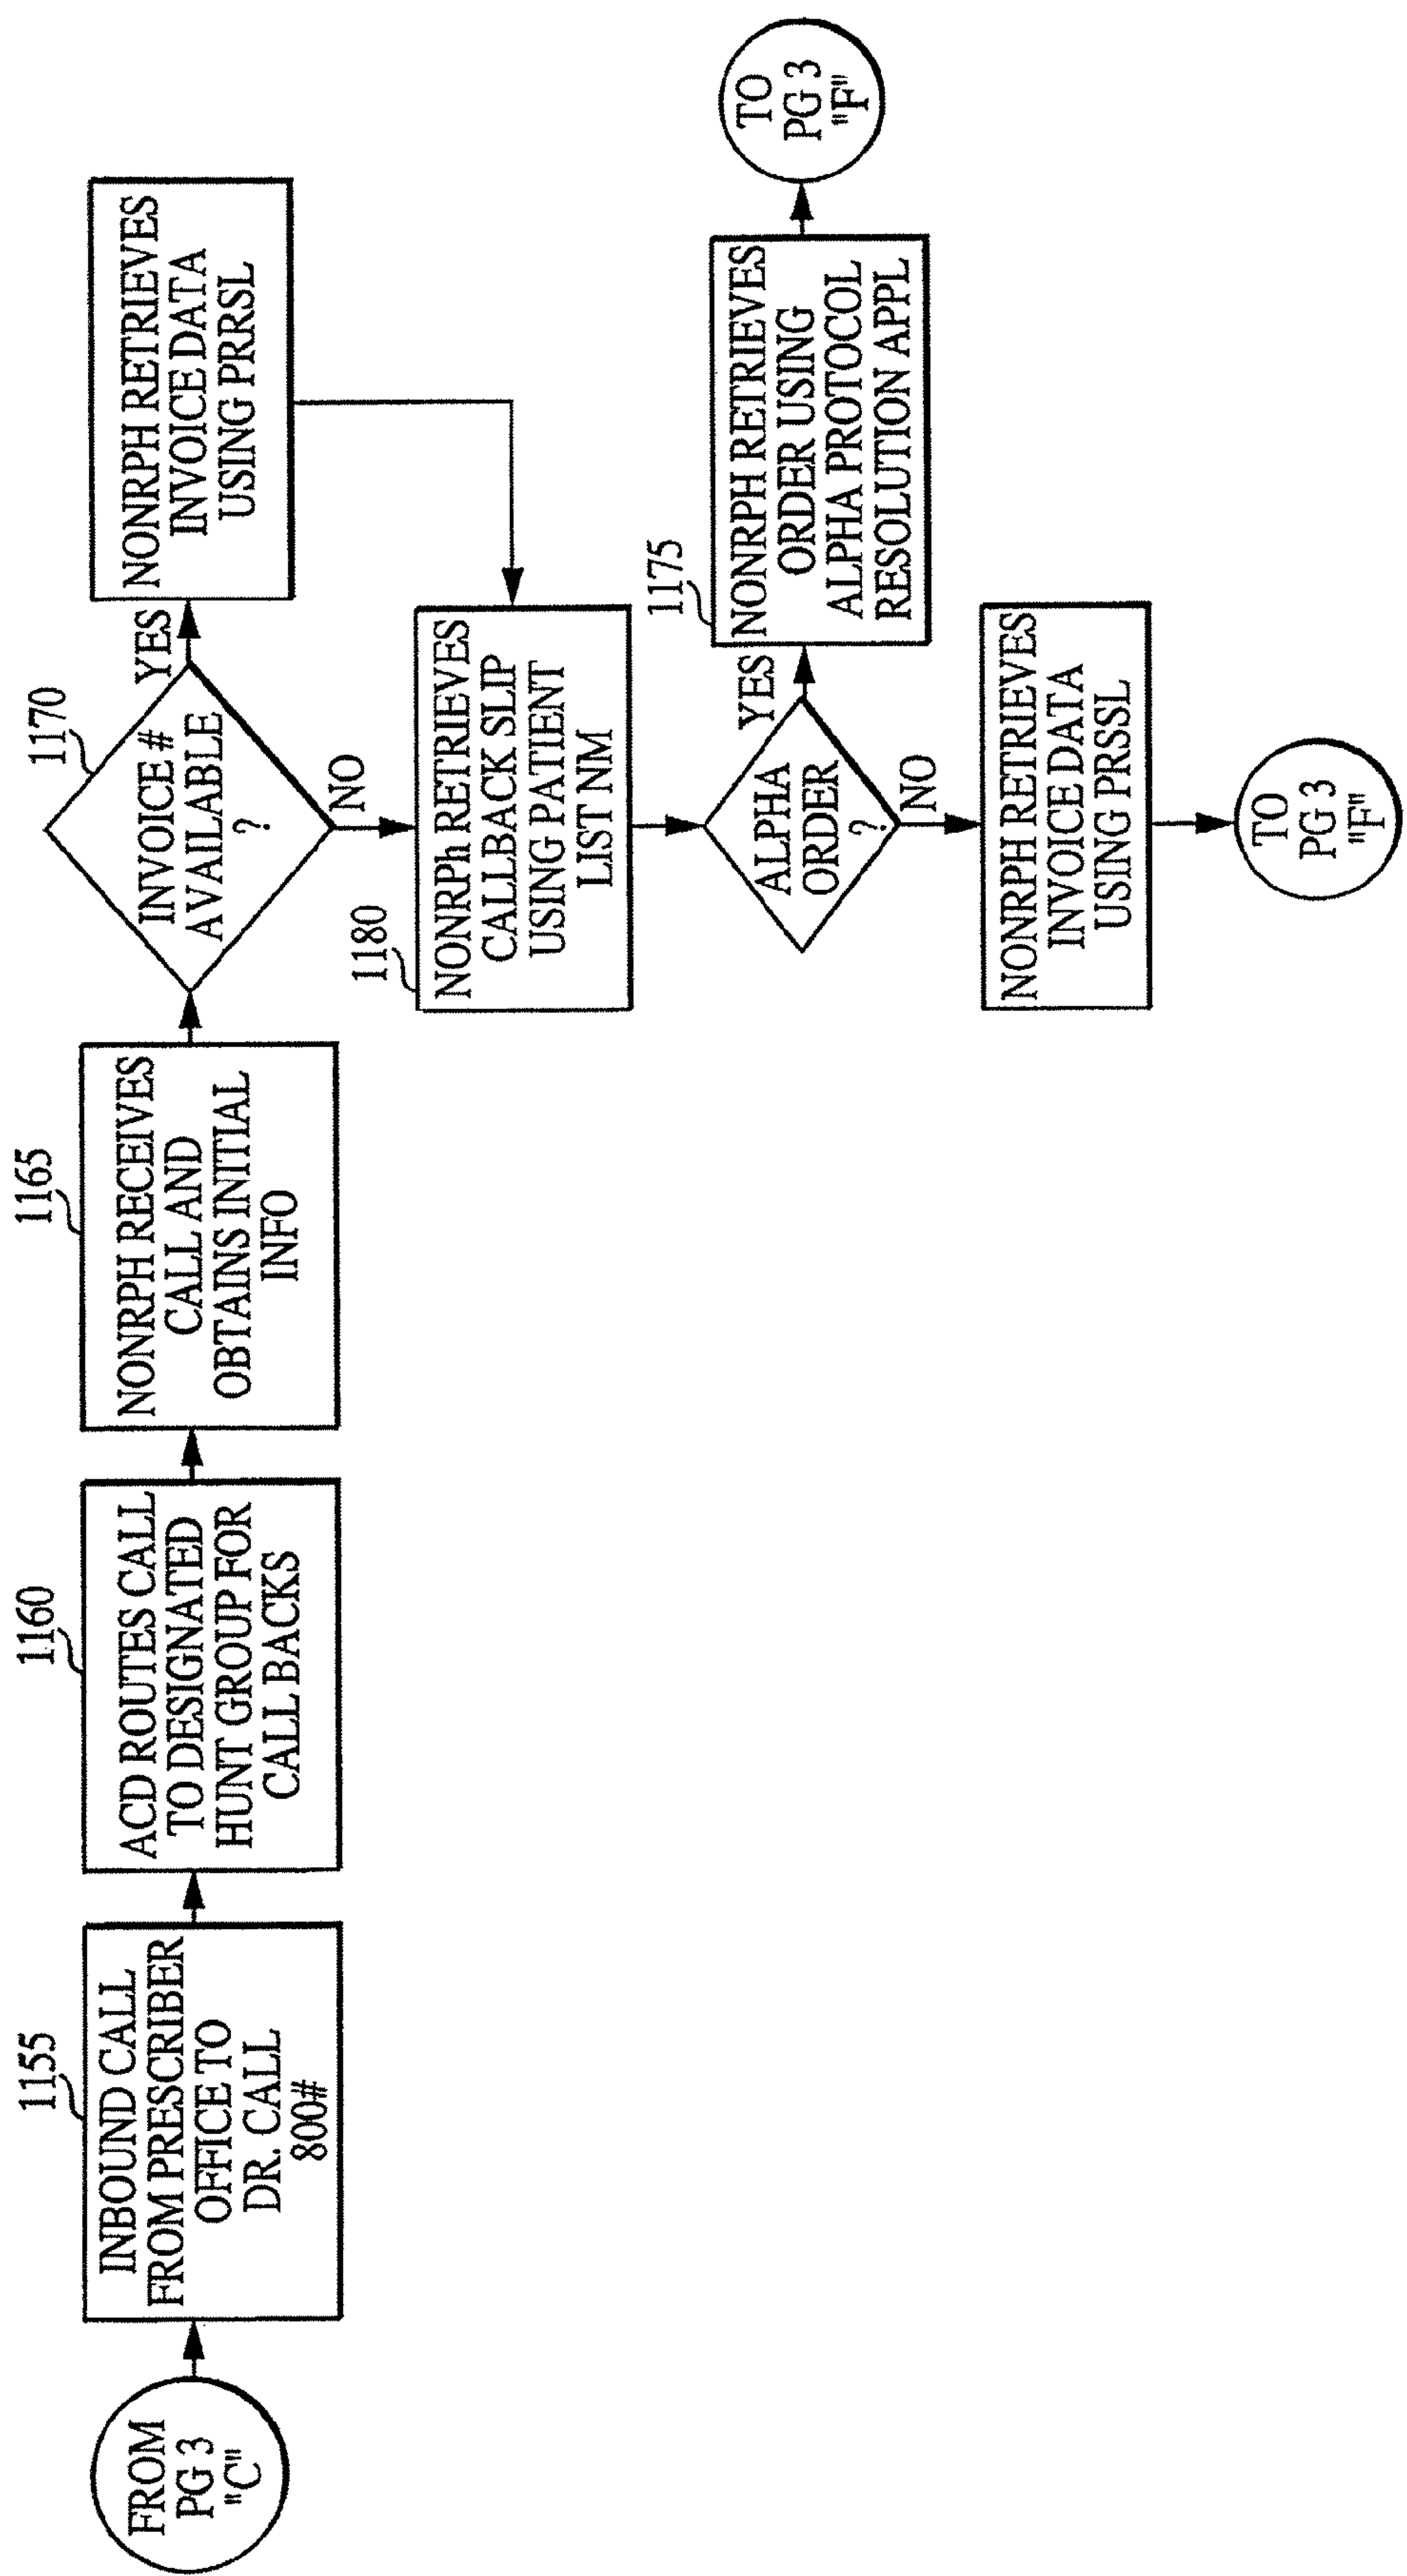 FROM
PG 3
"C"
1155
INBOUND CALL
FROM PRESCRIBER
OFFICE TO
DR. CALL
800#
1160
ACD ROUTES CALL
TO DESIGNATED
HUNT GROUP FOR
CALL BACKS
1165
NONRPH RECEIVES
CALL AND
OBTAINS INITIAL
INFO
1170
INVOICE #
AVAILABLE
?
YES
NONRPH RETRIEVES
INVOICE DATA
USING PRRSL
NO
1180
NONRPh RETRIEVES
CALLBACK SLIP
USING PATIENT
LIST NM
ALPHA
ORDER
?
YES
1175
NONRPH RETRIEVES
ORDER USING
ALPHA PROTOCOL
RESOLUTION APPL
TO
PG 3
"F"
NO
NONRPH RETRIEVES
INVOICE DATA
USING PRSSL
TO
PG 3
"F"